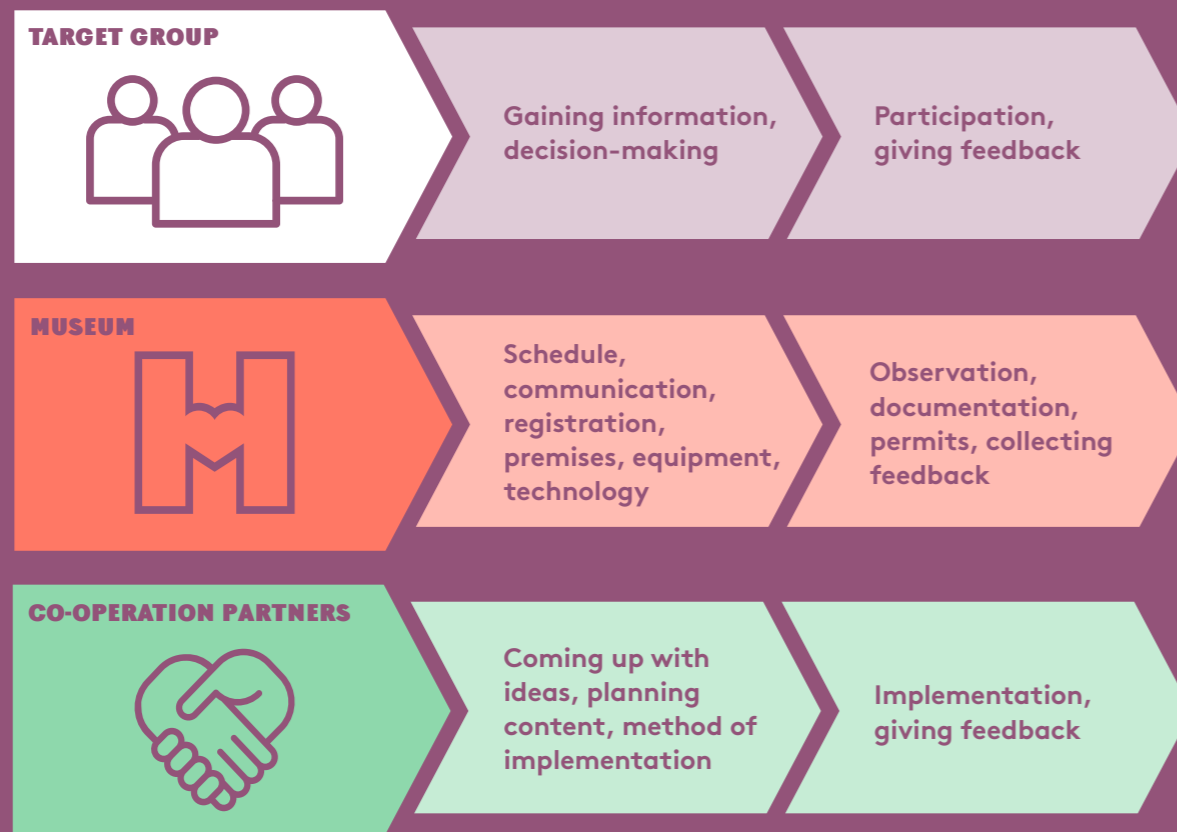 TARGET GROUP
Gaining information,
decision-making
Participation,
giving feedback
MUSEUM
Schedule,
communication,
registration,
premises, equipment,
technology
Observation,
documentation,
permits, collecting
feedback
CO-OPERATION PARTNERS
Coming up with
ideas, planning
content, method of
implementation
Implementation,
giving feedback